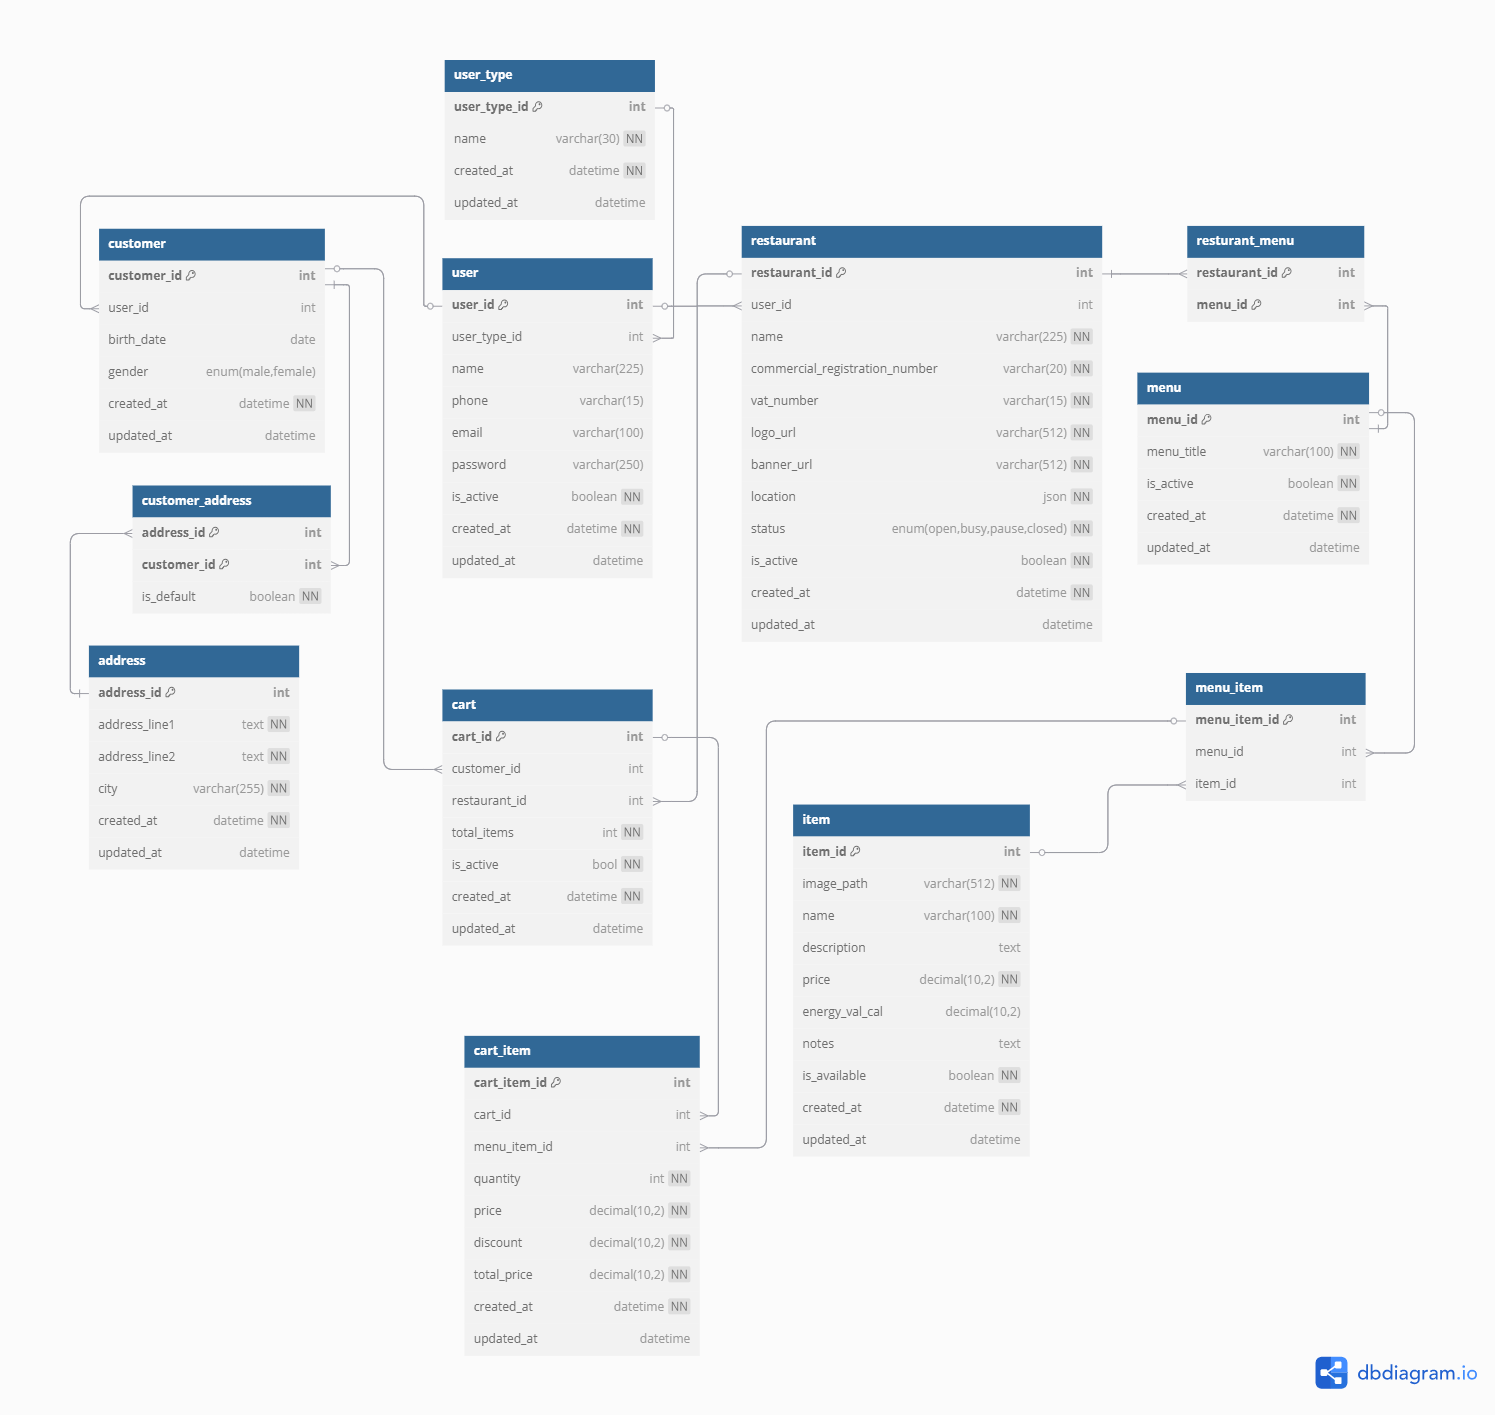 user_type
user_type_id int
name varchar(30) NN
created_at datetime NN
updated_at datetime
customer
customer_id int
user_id int
birth_date date
gender enum(male,female)
created_at datetime NN
updated_at datetime
user
user_id int
user_type_id int
name varchar(225)
phone varchar(15)
email varchar(100)
password varchar(250)
is_active boolean NN
created_at datetime NN
updated_at datetime
restaurant
restaurant_id int
user_id int
name varchar(225) NN
commercial_registration_number varchar(20) NN
vat_number varchar(15) NN
logo_url varchar(512) NN
banner_url varchar(512) NN
location json NN
status enum(open,busy,pause,closed) NN
is_active boolean NN
created_at datetime NN
updated_at datetime
resturant_menu
restaurant_id int
menu_id int
menu
menu_id int
menu_title varchar(100) NN
is_active boolean NN
created_at datetime NN
updated_at datetime
customer_address
address_id int
customer_id int
is_default boolean NN
address
address_id int
address_line1 text NN
address_line2 text NN
city varchar(255) NN
created_at datetime NN
updated_at datetime
cart
cart_id int
customer_id int
restaurant_id int
total_items int NN
is_active bool NN
created_at datetime NN
updated_at datetime
menu_item
menu_item_id int
menu_id int
item_id int
item
item_id int
image_path varchar(512) NN
name varchar(100) NN
description text
price decimal(10,2) NN
energy_val_cal decimal(10,2)
notes text
is_available boolean NN
created_at datetime NN
updated_at datetime
cart_item
cart_item_id int
cart_id int
menu_item_id int
quantity int NN
price decimal(10,2) NN
discount decimal(10,2) NN
total_price decimal(10,2) NN
created_at datetime NN
updated_at datetime
dbdiagram.io